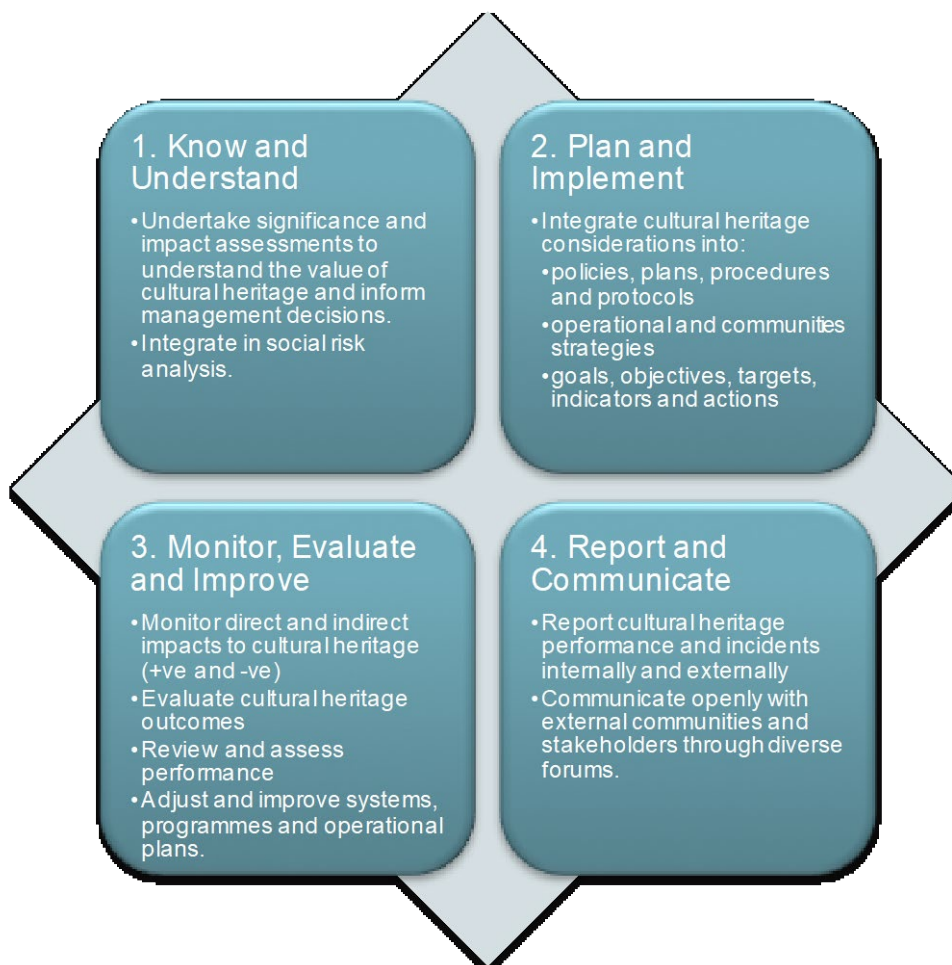 1. Know and
Understand
•Undertake significance and
impact assessments to
understand the value of
cultural heritage and inform
management decisions.
•Integrate in social risk
analysis.
2. Plan and
Implement
•Integrate cultural heritage
considerations into:
•policies, plans, procedures
and protocols
•operational and communities
strategies
•goals, objectives, targets,
indicators and actions
3. Monitor, Evaluate
and Improve
•Monitor direct and indirect
impacts to cultural heritage
(+ve and -ve)
•Evaluate cultural heritage
outcomes
•Review and assess
performance
•Adjust and improve systems,
programmes and operational
plans.
4. Report and
Communicate
•Report cultural heritage
performance and incidents
internally and externally
•Communicate openly with
external communities and
stakeholders through diverse
forums.